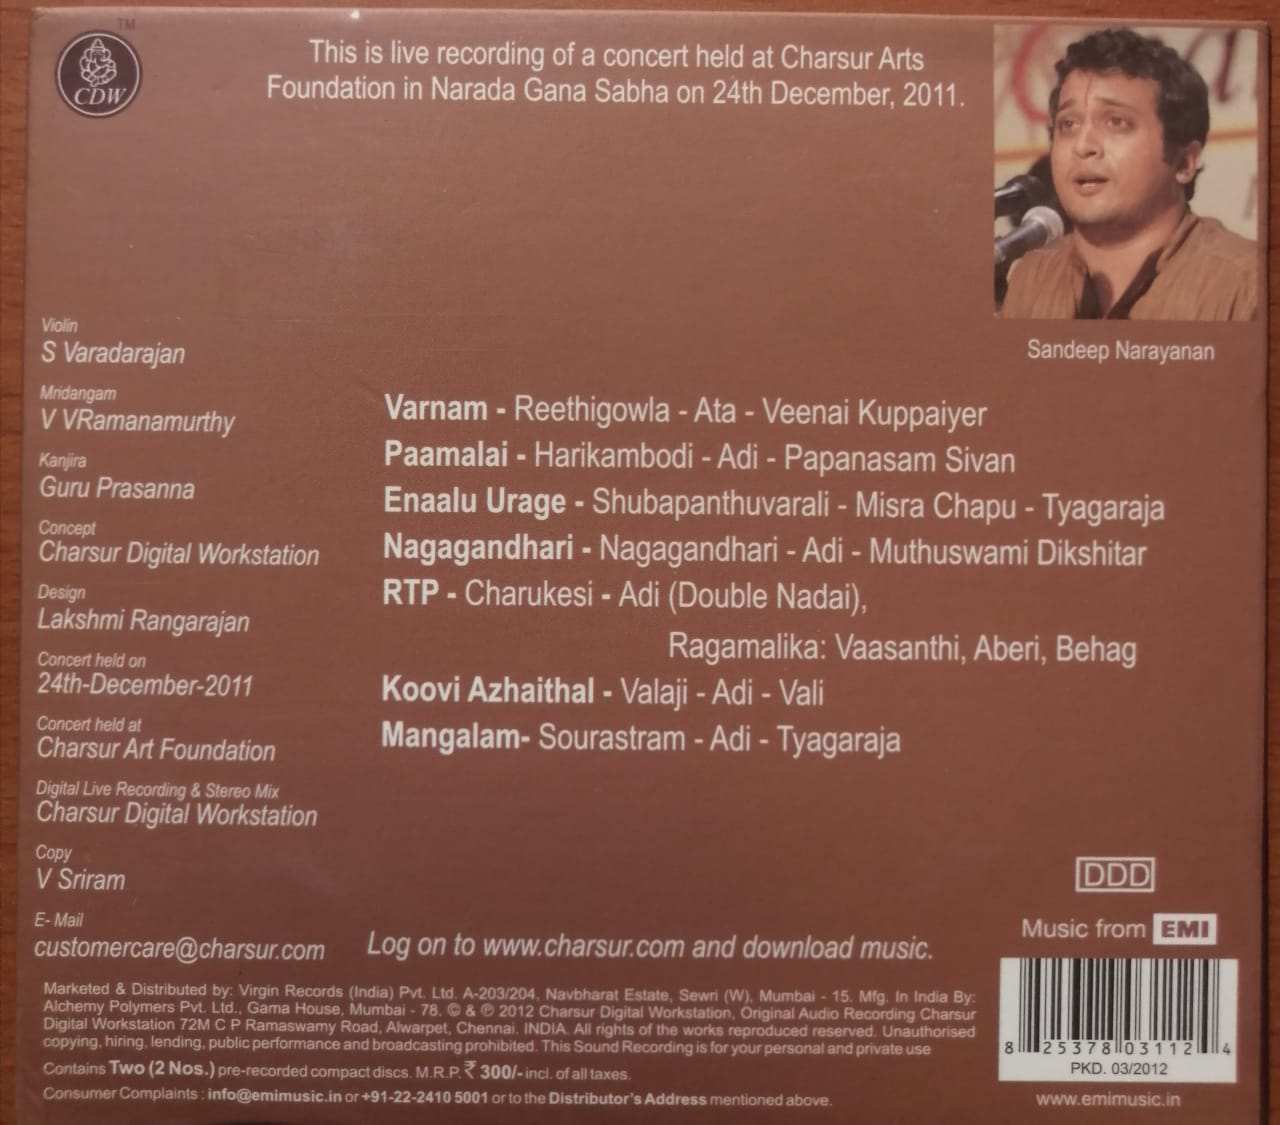 TM
CDW
This is live recording of a concert held at Charsur Arts
Foundation in Narada Gana Sabha on 24th December, 2011.
Sandeep Narayanan
Violin
S Varadarajan
Mridangam
V VRamanamurthy
Kanjira
Guru Prasanna
Concept
Charsur Digital Workstation
Design
Lakshmi Rangarajan
Concert held on
24th-December-2011
Concert held at
Charsur Art Foundation
Digital Live Recording & Stereo Mix
Charsur Digital Workstation
Copy
V Sriram
E- Mail
customercare@charsur.com
Varnam - Reethigowla - Ata - Veenai Kuppaiyer
Paamalai - Harikambodi - Adi - Papanasam Sivan
Enaalu Urage - Shubapanthuvarali - Misra Chapu - Tyagaraja
Nagagandhari - Nagagandhari - Adi - Muthuswami Dikshitar
RTP - Charukesi - Adi (Double Nadai),
Ragamalika: Vaasanthi, Aberi, Behag
Koovi Azhaithal - Valaji - Adi - Vali
Mangalam- Sourastram - Adi - Tyagaraja
Log on to www.charsur.com and download music.
DDD
Music from EMI
Marketed & Distributed by: Virgin Records (India) Pvt. Ltd. A-203/204, Navbharat Estate, Sewri (W), Mumbai - 15. Mfg. In India By:
Alchemy Polymers Pvt. Ltd., Gama House, Mumbai - 78. © & ℗ 2012 Charsur Digital Workstation, Original Audio Recording Charsur
Digital Workstation 72M C P Ramaswamy Road, Alwarpet, Chennai. INDIA. All rights of the works reproduced reserved. Unauthorised
copying, hiring, lending, public performance and broadcasting prohibited. This Sound Recording is for your personal and private use
Contains Two (2 Nos.) pre-recorded compact discs. M.R.P. ₹ 300/- incl. of all taxes.
Consumer Complaints : info@emimusic.in or +91-22-2410 5001 or to the Distributor's Address mentioned above.
8 25378 03112 4
PKD. 03/2012
www.emimusic.in